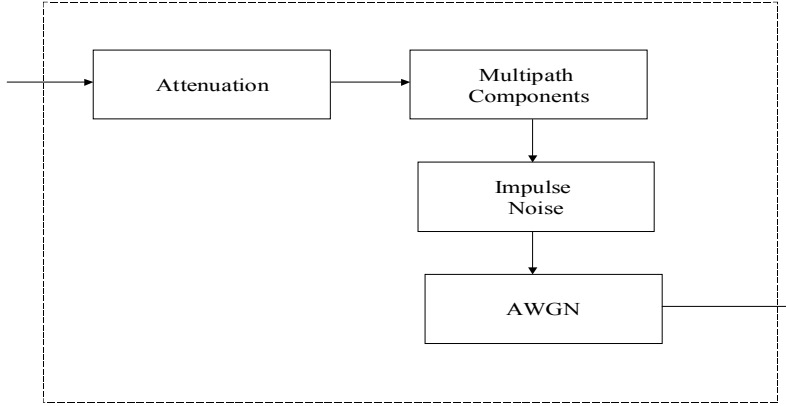 Attenuation
Multipath
Components
Impulse
Noise
AWGN